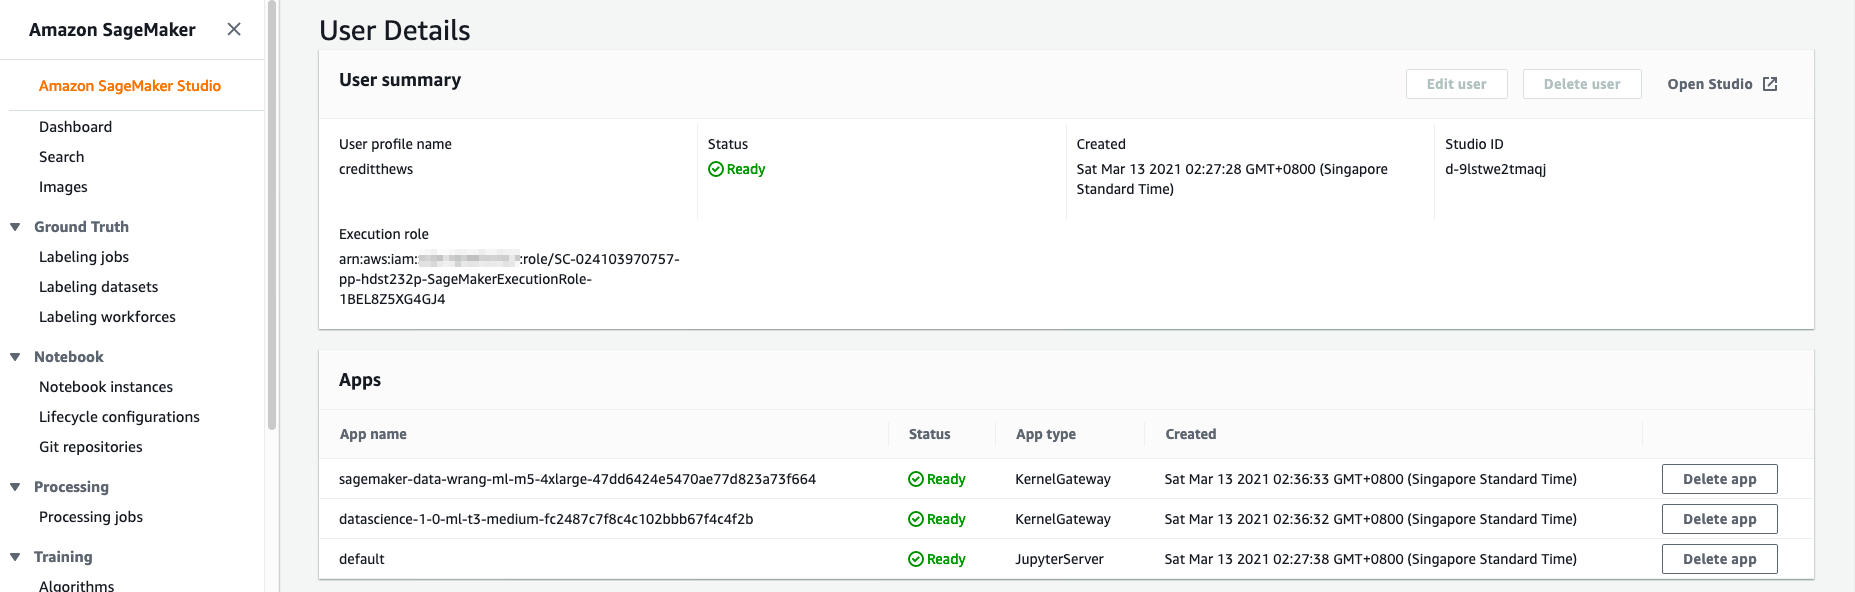 Amazon SageMaker
Amazon SageMaker Studio
Dashboard
Search
Images
Ground Truth
Labeling jobs
Labeling datasets
Labeling workforces
Notebook
Notebook instances
Lifecycle configurations
Git repositories
Processing
Processing jobs
Training
Algorithms
User Details
User summary
Edit user
Delete user
Open Studio
User profile name
creditthews
Status
Ready
Created
Sat Mar 13 2021 02:27:28 GMT+0800 (Singapore
Standard Time)
Studio ID
d-9lstwe2tmaqj
Execution role
arn:aws:iam: :role/SC-024103970757-
pp-hdst232p-SageMakerExecutionRole-
1BEL8Z5XG4GJ4
Apps
App name Status App type Created
sagemaker-data-wrang-ml-m5-4xlarge-47dd6424e5470ae77d823a73f664 Ready KernelGateway Sat Mar 13 2021 02:36:33 GMT+0800 (Singapore Standard Time) Delete app
datascience-1-0-ml-t3-medium-fc2487c7f8c4c102bbb67f4c4f2b Ready KernelGateway Sat Mar 13 2021 02:36:32 GMT+0800 (Singapore Standard Time) Delete app
default Ready JupyterServer Sat Mar 13 2021 02:27:38 GMT+0800 (Singapore Standard Time) Delete app